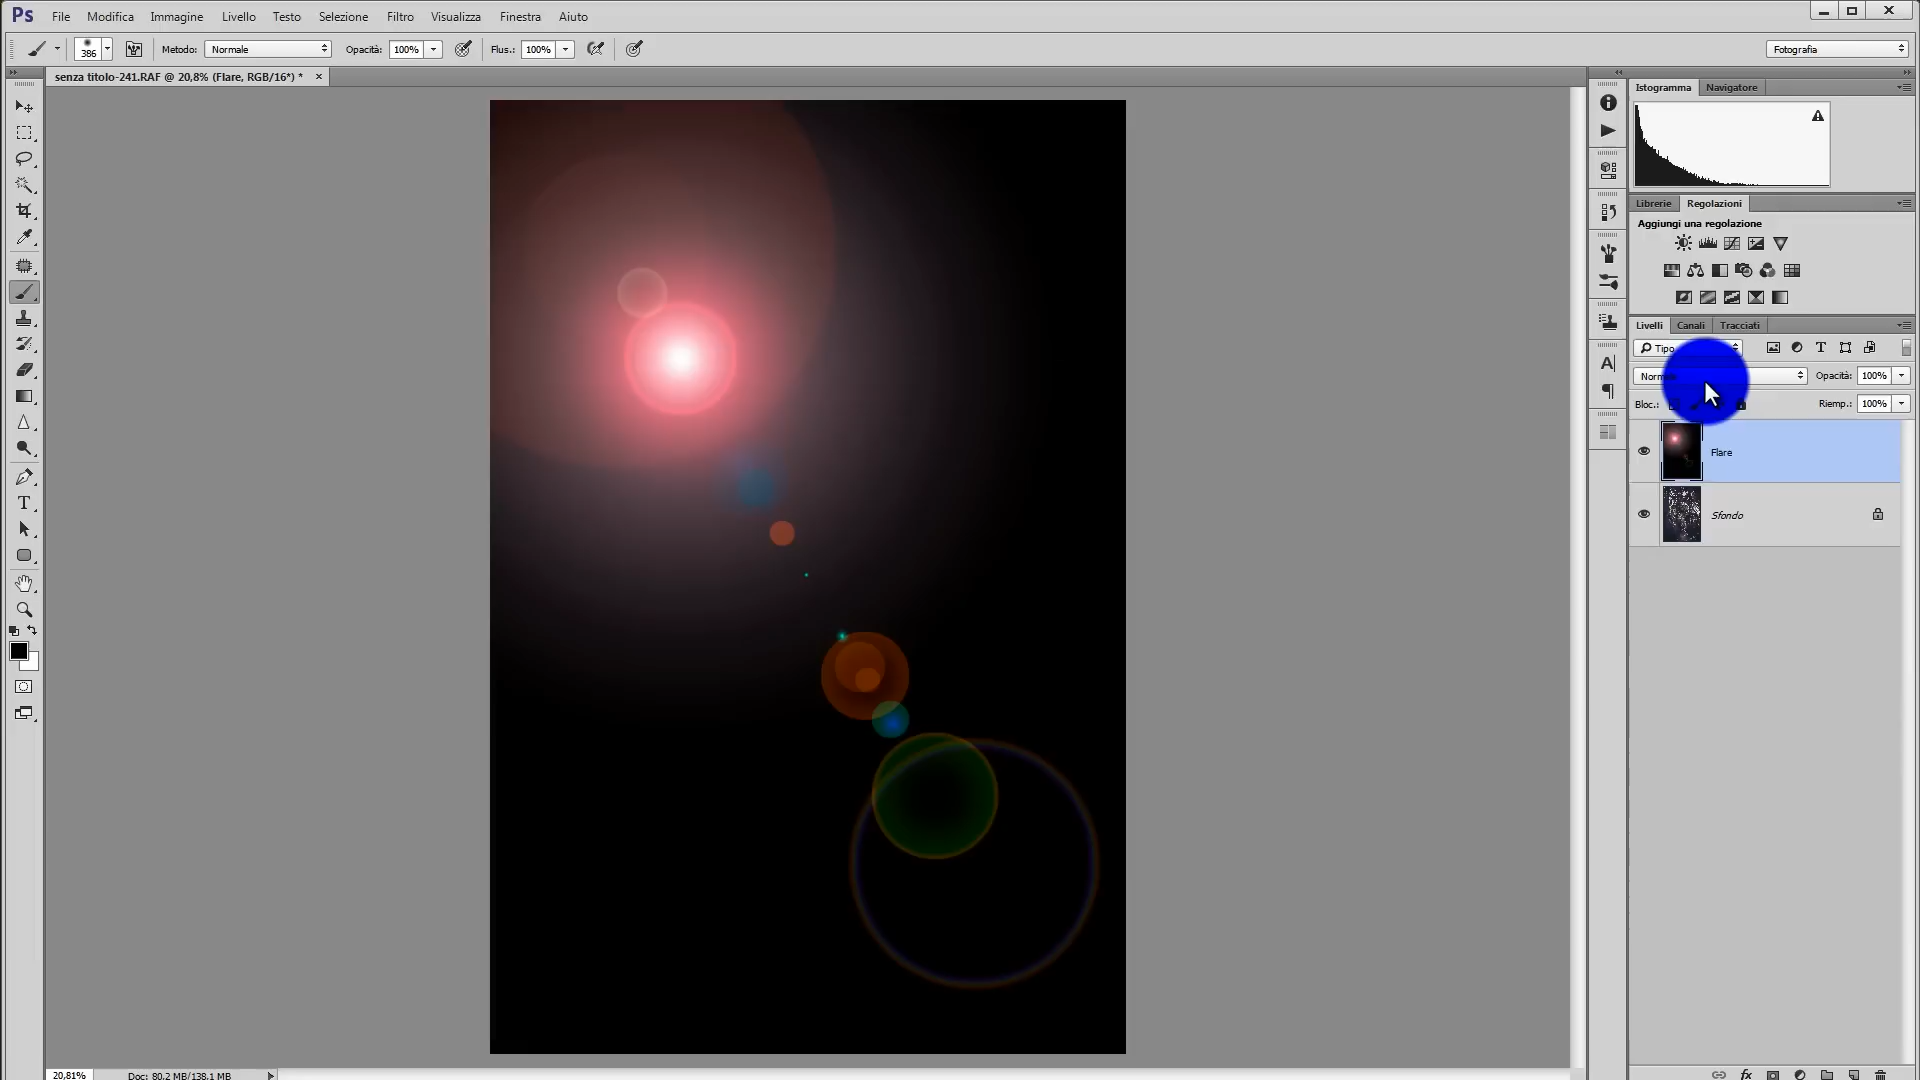 Ps File Modifica Immagine Livello Testo Selezione Filtro Visualizza Finestra Aiuto
386 Metodo: Normale Opacità: 100% Flus.: 100% Fotografia
senza titolo-241.RAF @ 20,8% (Flare, RGB/16*) * ×
Istogramma Navigatore
Librerie Regolazioni
Aggiungi una regolazione
Livelli Canali Tracciati
Tipo
Opacità: 100%
Bloc.: Riemp.: 100%
Flare
Sfondo
20,81% Doc: 80,2 MB/138,1 MB